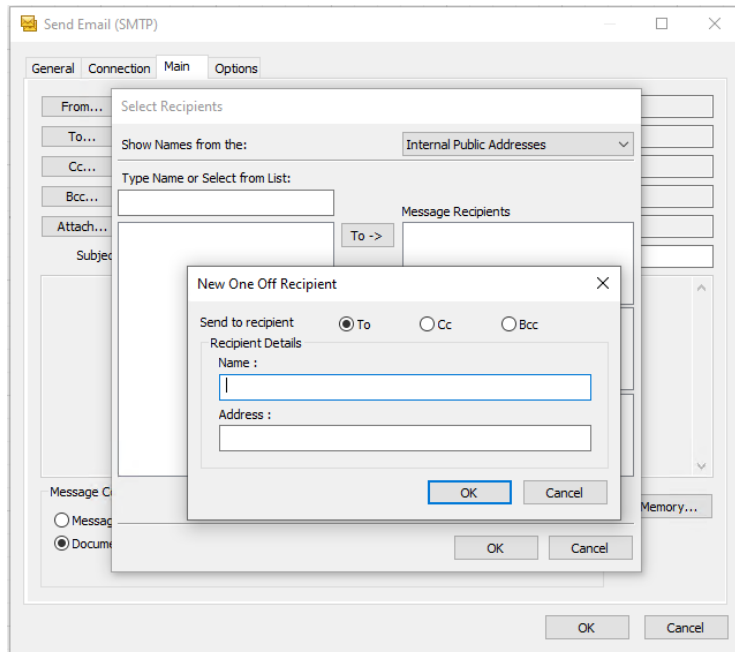 Send Email (SMTP)
General Connection Main Options
From...
To...
Cc...
Bcc...
Attach...
Subjec
Select Recipients
Show Names from the: Internal Public Addresses
Type Name or Select from List:
To ->
Message Recipients
New One Off Recipient
Send to recipient To Cc Bcc
Recipient Details
Name :
Address :
OK Cancel
Message C
Messag
Docume
Memory...
OK Cancel
OK Cancel